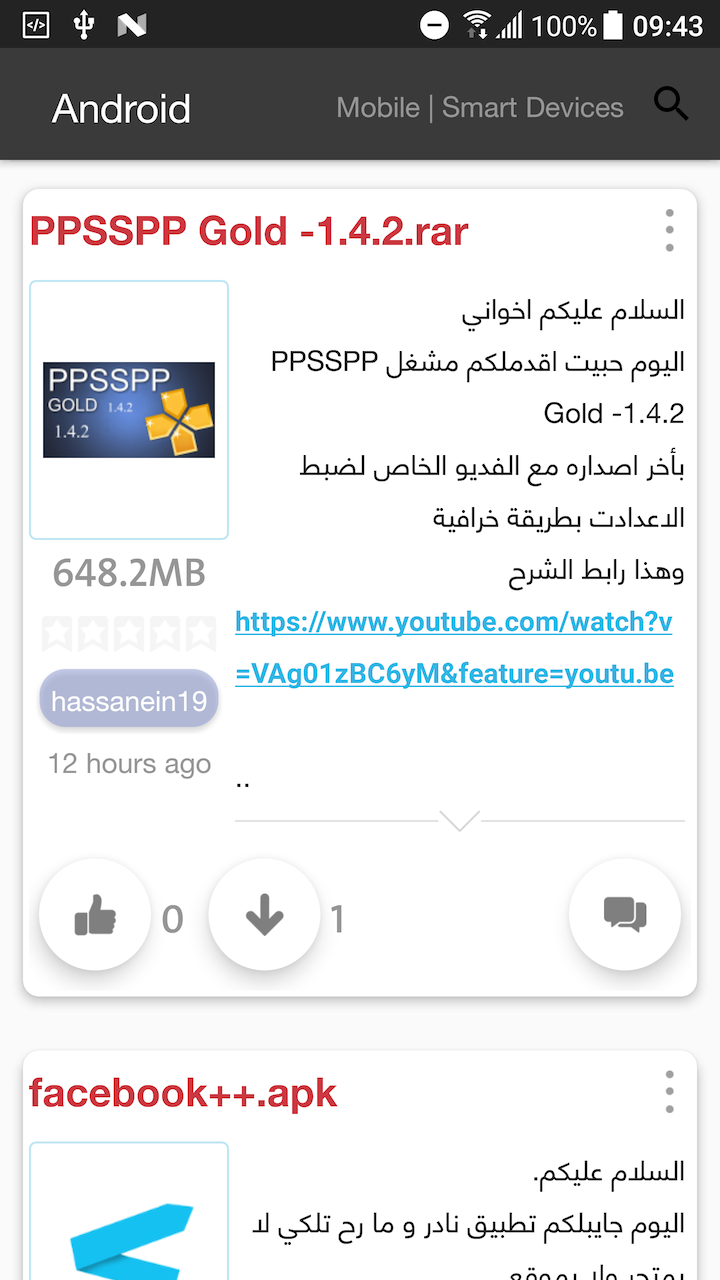 100% 09:43
Android Mobile | Smart Devices
PPSSPP Gold -1.4.2.rar
PPSSPP
GOLD 1.4.2
1.4.2
648.2MB
hassanein19
12 hours ago
السلام عليكم اخواني
اليوم حبيت اقدملكم مشغل PPSSPP
Gold -1.4.2
بأخر اصداره مع الفديو الخاص لضبط
الاعدادت بطريقة خرافية
وهذا رابط الشرح
https://www.youtube.com/watch?v
=VAg01zBC6yM&feature=youtu.be
..
0 1
facebook++.apk
السلام عليكم.
اليوم جايبلكم تطبيق نادر و ما رح تلكي لا